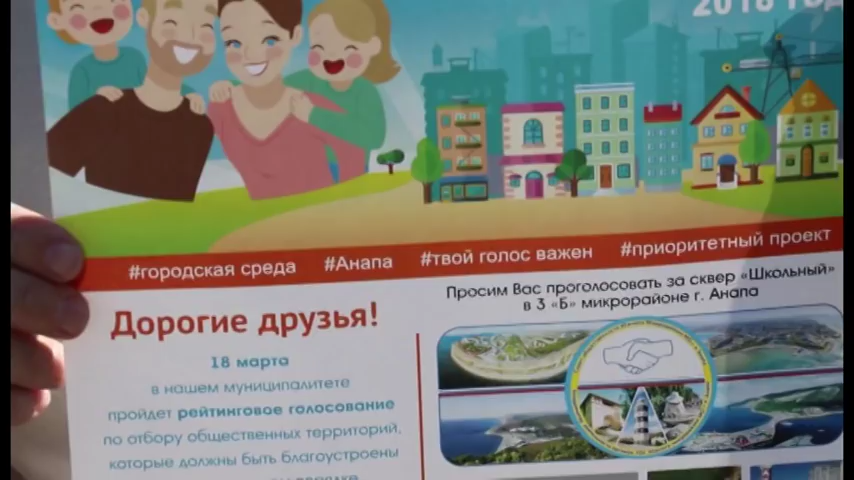 2018 ГОД
#городская среда #Анапа #твой голос важен #приоритетный проект
Дорогие друзья!
18 марта
в нашем муниципалитете
пройдет рейтинговое голосование
по отбору общественных территорий,
которые должны быть благоустроены
Просим Вас проголосовать за сквер «Школьный»
в 3 «Б» микрорайоне г. Анапа